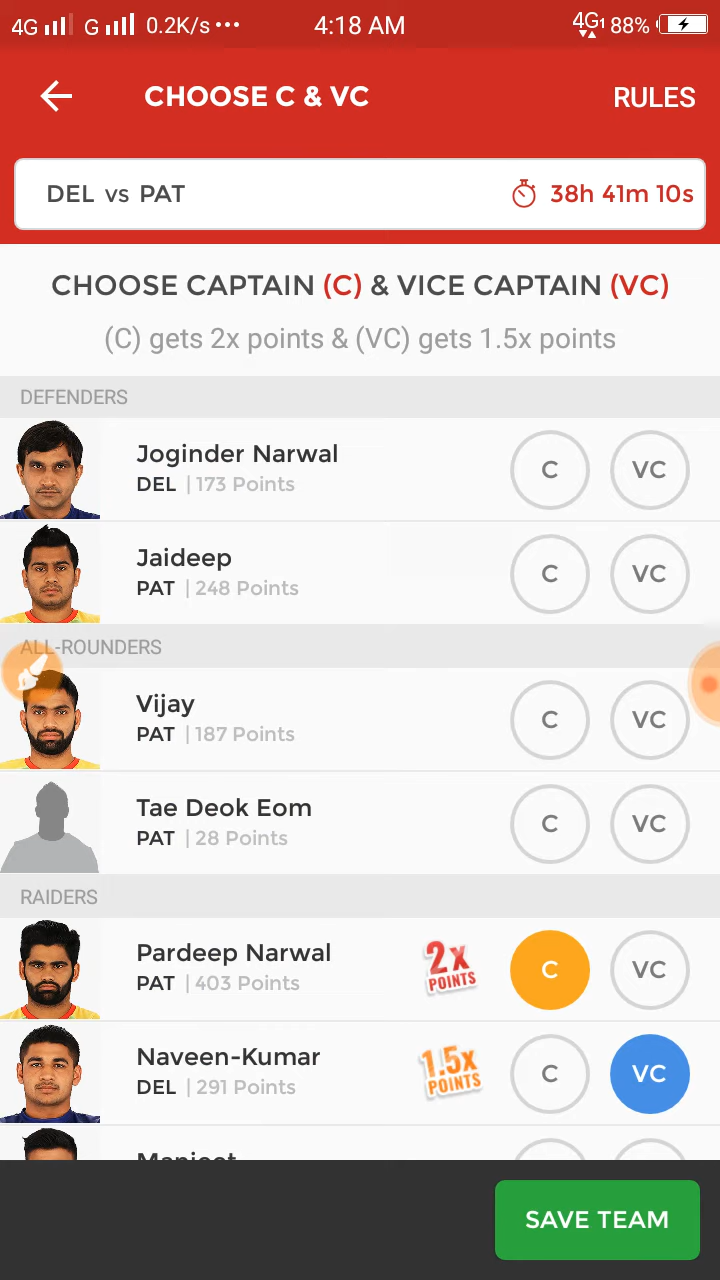 4G G 0.2K/s ••• 4:18 AM 4G1 88%
CHOOSE C & VC RULES
DEL vs PAT 38h 41m 10s
CHOOSE CAPTAIN (C) & VICE CAPTAIN (VC)
(C) gets 2x points & (VC) gets 1.5x points
DEFENDERS
Joginder Narwal
DEL | 173 Points
C VC
Jaideep
PAT | 248 Points
C VC
ALL-ROUNDERS
Vijay
PAT | 187 Points
C VC
Tae Deok Eom
PAT | 28 Points
C VC
RAIDERS
Pardeep Narwal
PAT | 403 Points
2x
POINTS
C VC
Naveen-Kumar
DEL | 291 Points
1.5x
POINTS
C VC
SAVE TEAM